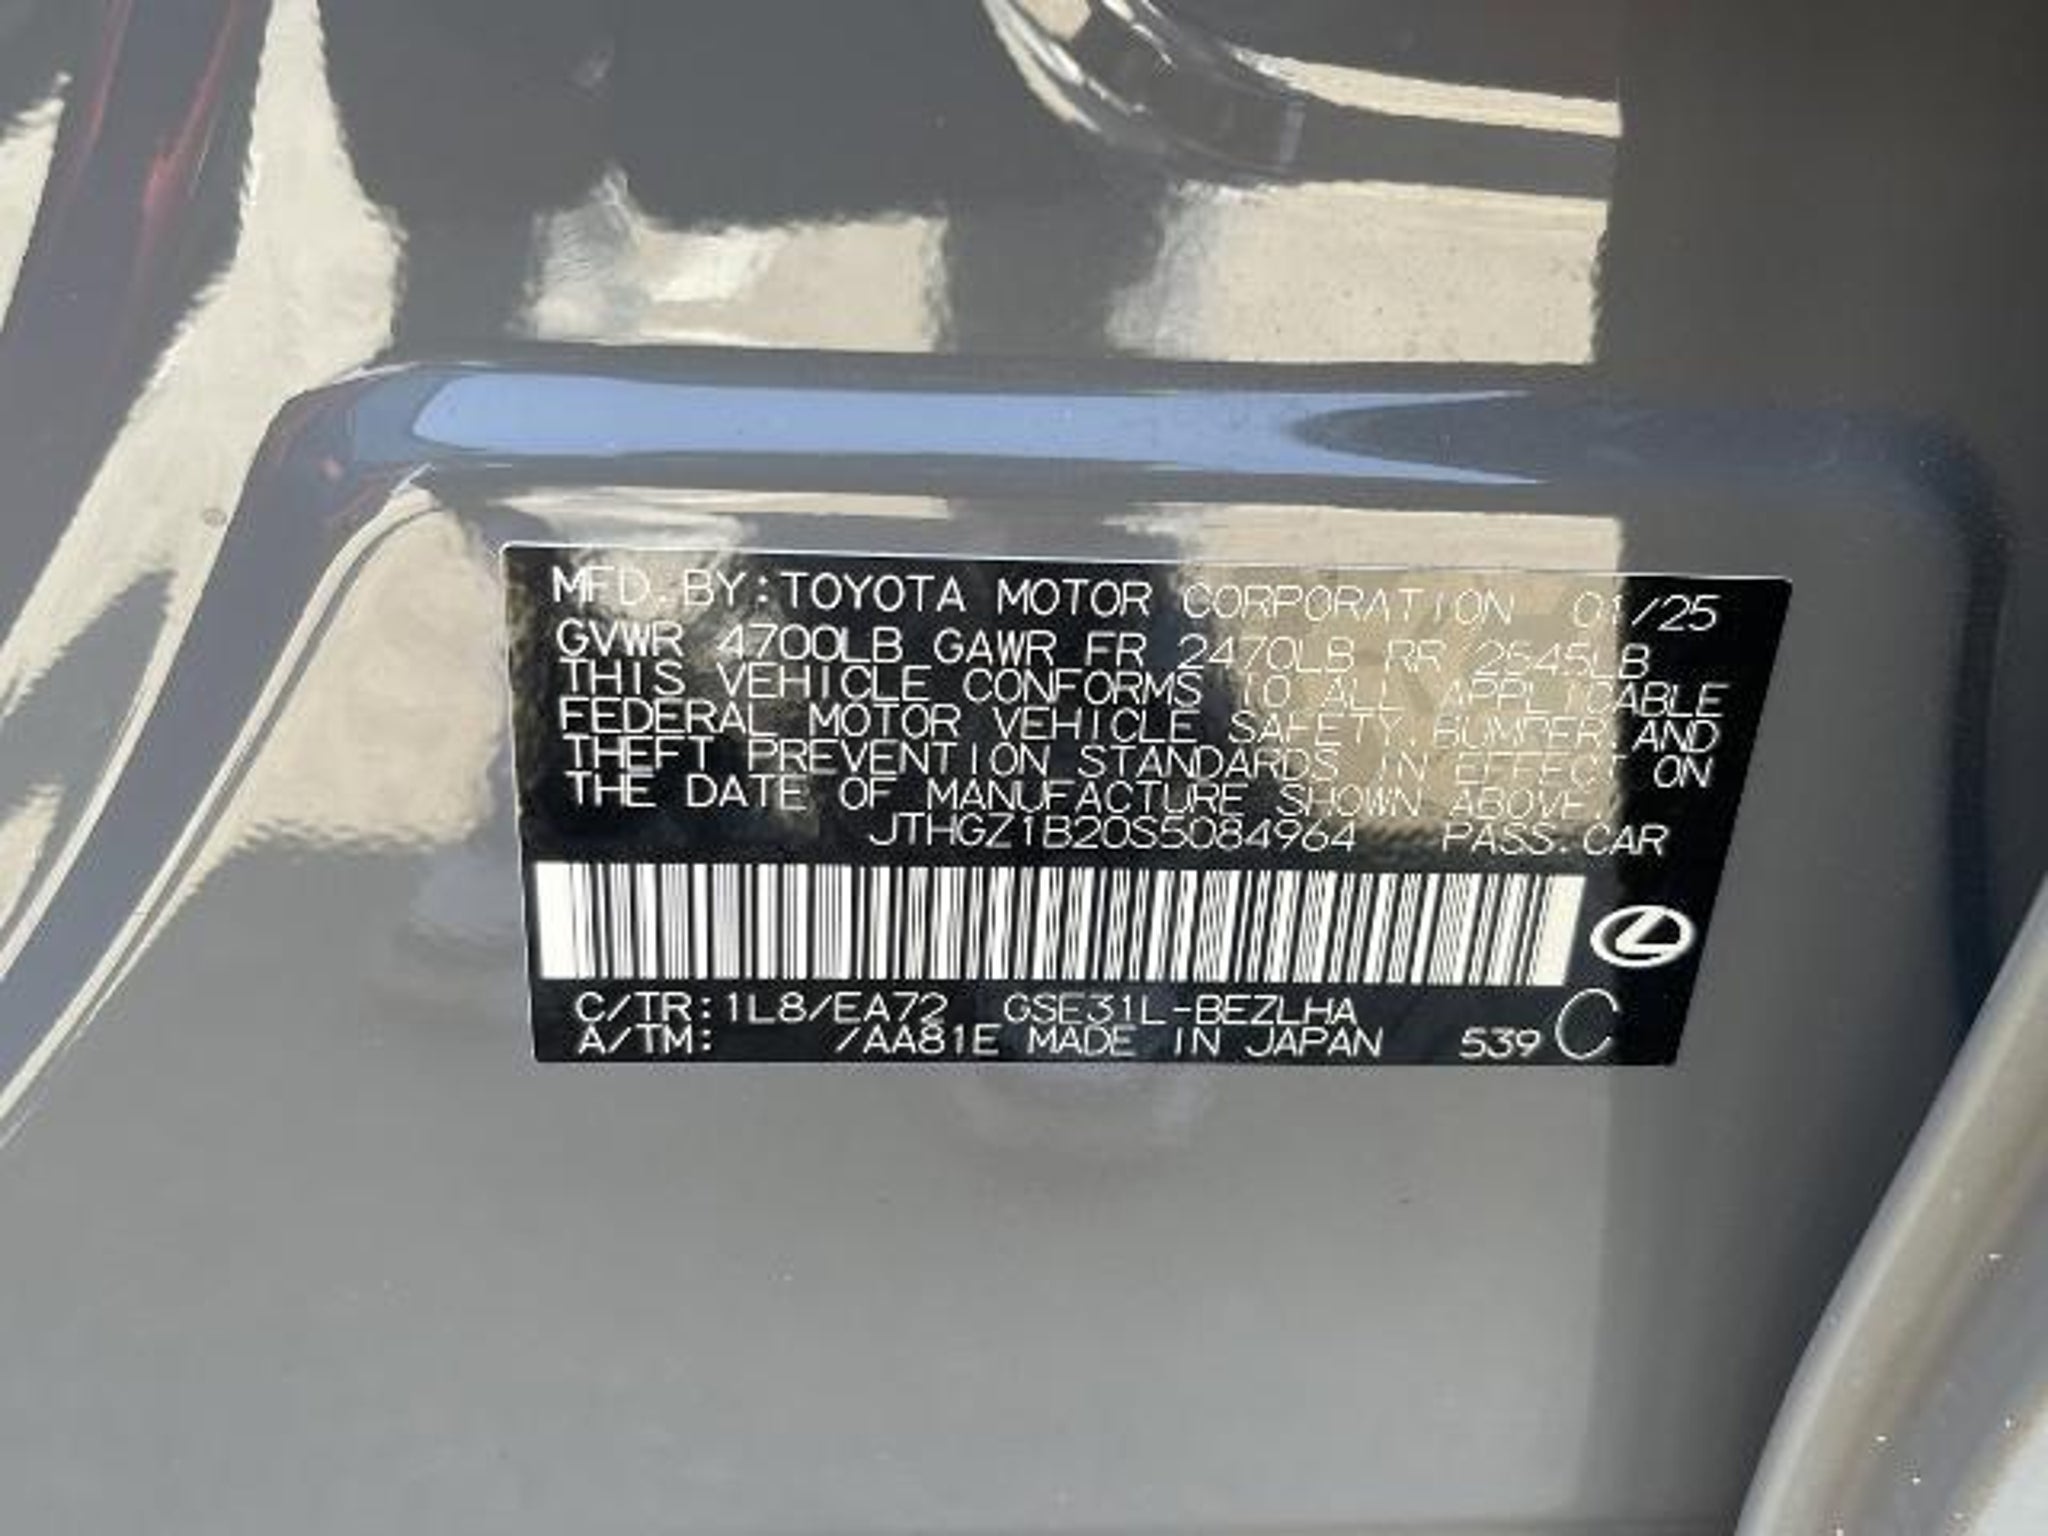 MFD. BY: TOYOTA MOTOR CORPORATION 01/25
GVWR 4700LB GAWR FR 2470LB RR 2645LB
THIS VEHICLE CONFORMS TO ALL APPLICABLE
FEDERAL MOTOR VEHICLE SAFETY, BUMPER, AND
THEFT PREVENTION STANDARDS IN EFFECT ON
THE DATE OF MANUFACTURE SHOWN ABOVE.
JTHGZ1B20S5084964 PASS. CAR
C/TR: 1L8/EA72 GSE31L-BEZLHA
A/TM: /AA81E MADE IN JAPAN 539 C